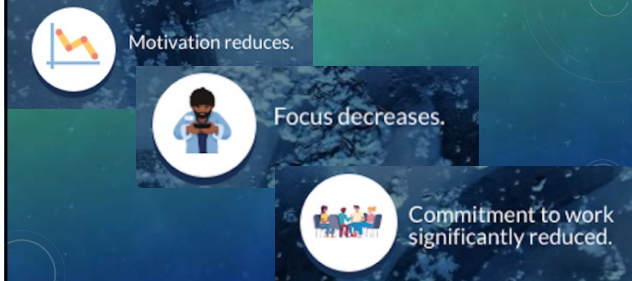 Motivation reduces.
Focus decreases.
Commitment to work
significantly reduced.